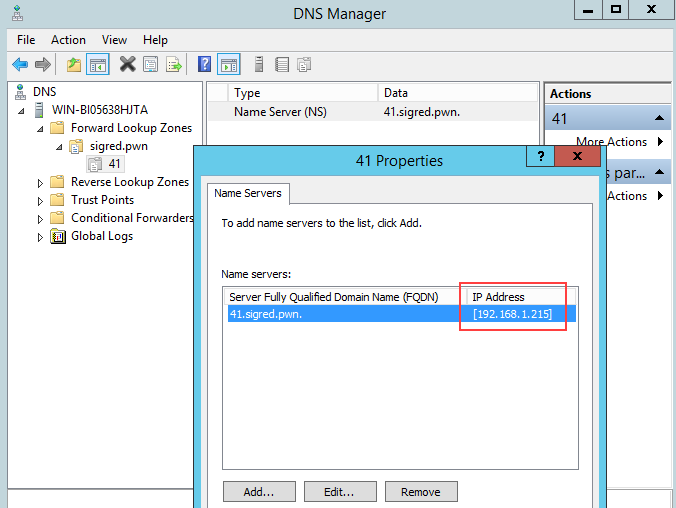 DNS Manager
File Action View Help
DNS
WIN-BI05638HJTA
Forward Lookup Zones
sigred.pwn
41
Reverse Lookup Zones
Trust Points
Conditional Forwarders
Global Logs
Type Data
Name Server (NS) 41.sigred.pwn.
Actions
41
More Actions
s par...
Actions
41 Properties
? X
Name Servers
To add name servers to the list, click Add.
Name servers:
Server Fully Qualified Domain Name (FQDN) IP Address
41.sigred.pwn. [192.168.1.215]
Add... Edit... Remove